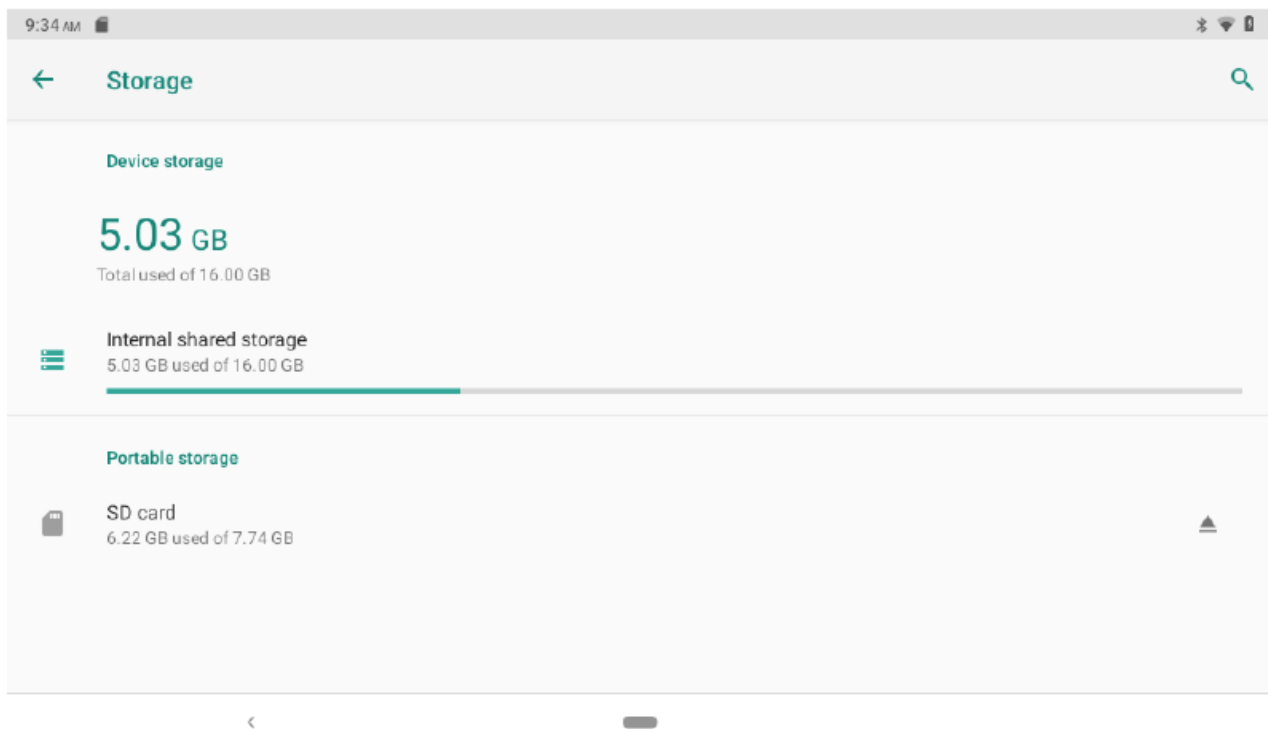 9:34 AM
Storage
Device storage
5.03 GB
Total used of 16.00 GB
Internal shared storage
5.03 GB used of 16.00 GB
Portable storage
SD card
6.22 GB used of 7.74 GB